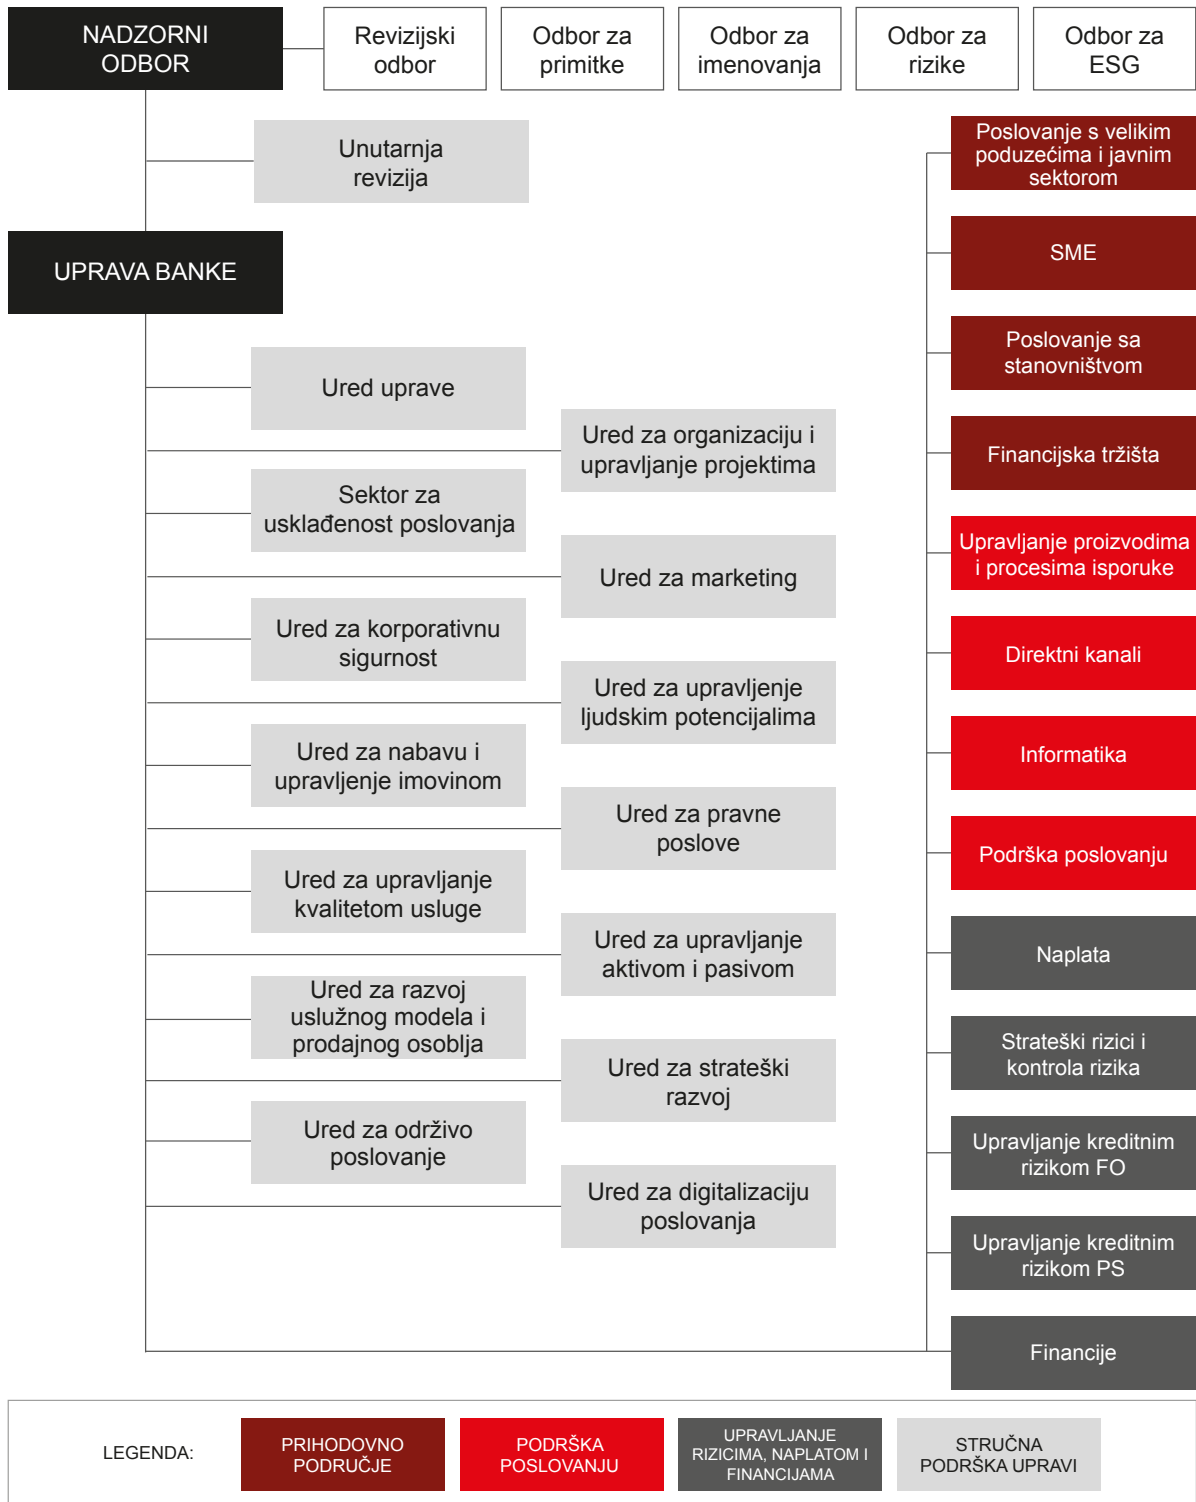 NADZORNI
ODBOR
Revizijski
odbor
Odbor za
primitke
Odbor za
imenovanja
Odbor za
rizike
Odbor za
ESG
Unutarnja
revizija
UPRAVA BANKE
Ured uprave
Ured za organizaciju i
upravljanje projektima
Sektor za
usklađenost poslovanja
Ured za marketing
Ured za korporativnu
sigurnost
Ured za upravljenje
ljudskim potencijalima
Ured za nabavu i
upravljenje imovinom
Ured za pravne
poslove
Ured za upravljanje
kvalitetom usluge
Ured za upravljanje
aktivom i pasivom
Ured za razvoj
uslužnog modela i
prodajnog osoblja
Ured za strateški
razvoj
Ured za održivo
poslovanje
Ured za digitalizaciju
poslovanja
Poslovanje s velikim
poduzećima i javnim
sektorom
SME
Poslovanje sa
stanovništvom
Financijska tržišta
Upravljanje proizvodima
i procesima isporuke
Direktni kanali
Informatika
Podrška poslovanju
Naplata
Strateški rizici i
kontrola rizika
Upravljanje kreditnim
rizikom FO
Upravljanje kreditnim
rizikom PS
Financije
LEGENDA:
PRIHODOVNO
PODRUČJE
PODRŠKA
POSLOVANJU
UPRAVLJANJE
RIZICIMA, NAPLATOM I
FINANCIJAMA
STRUČNA
PODRŠKA UPRAVI